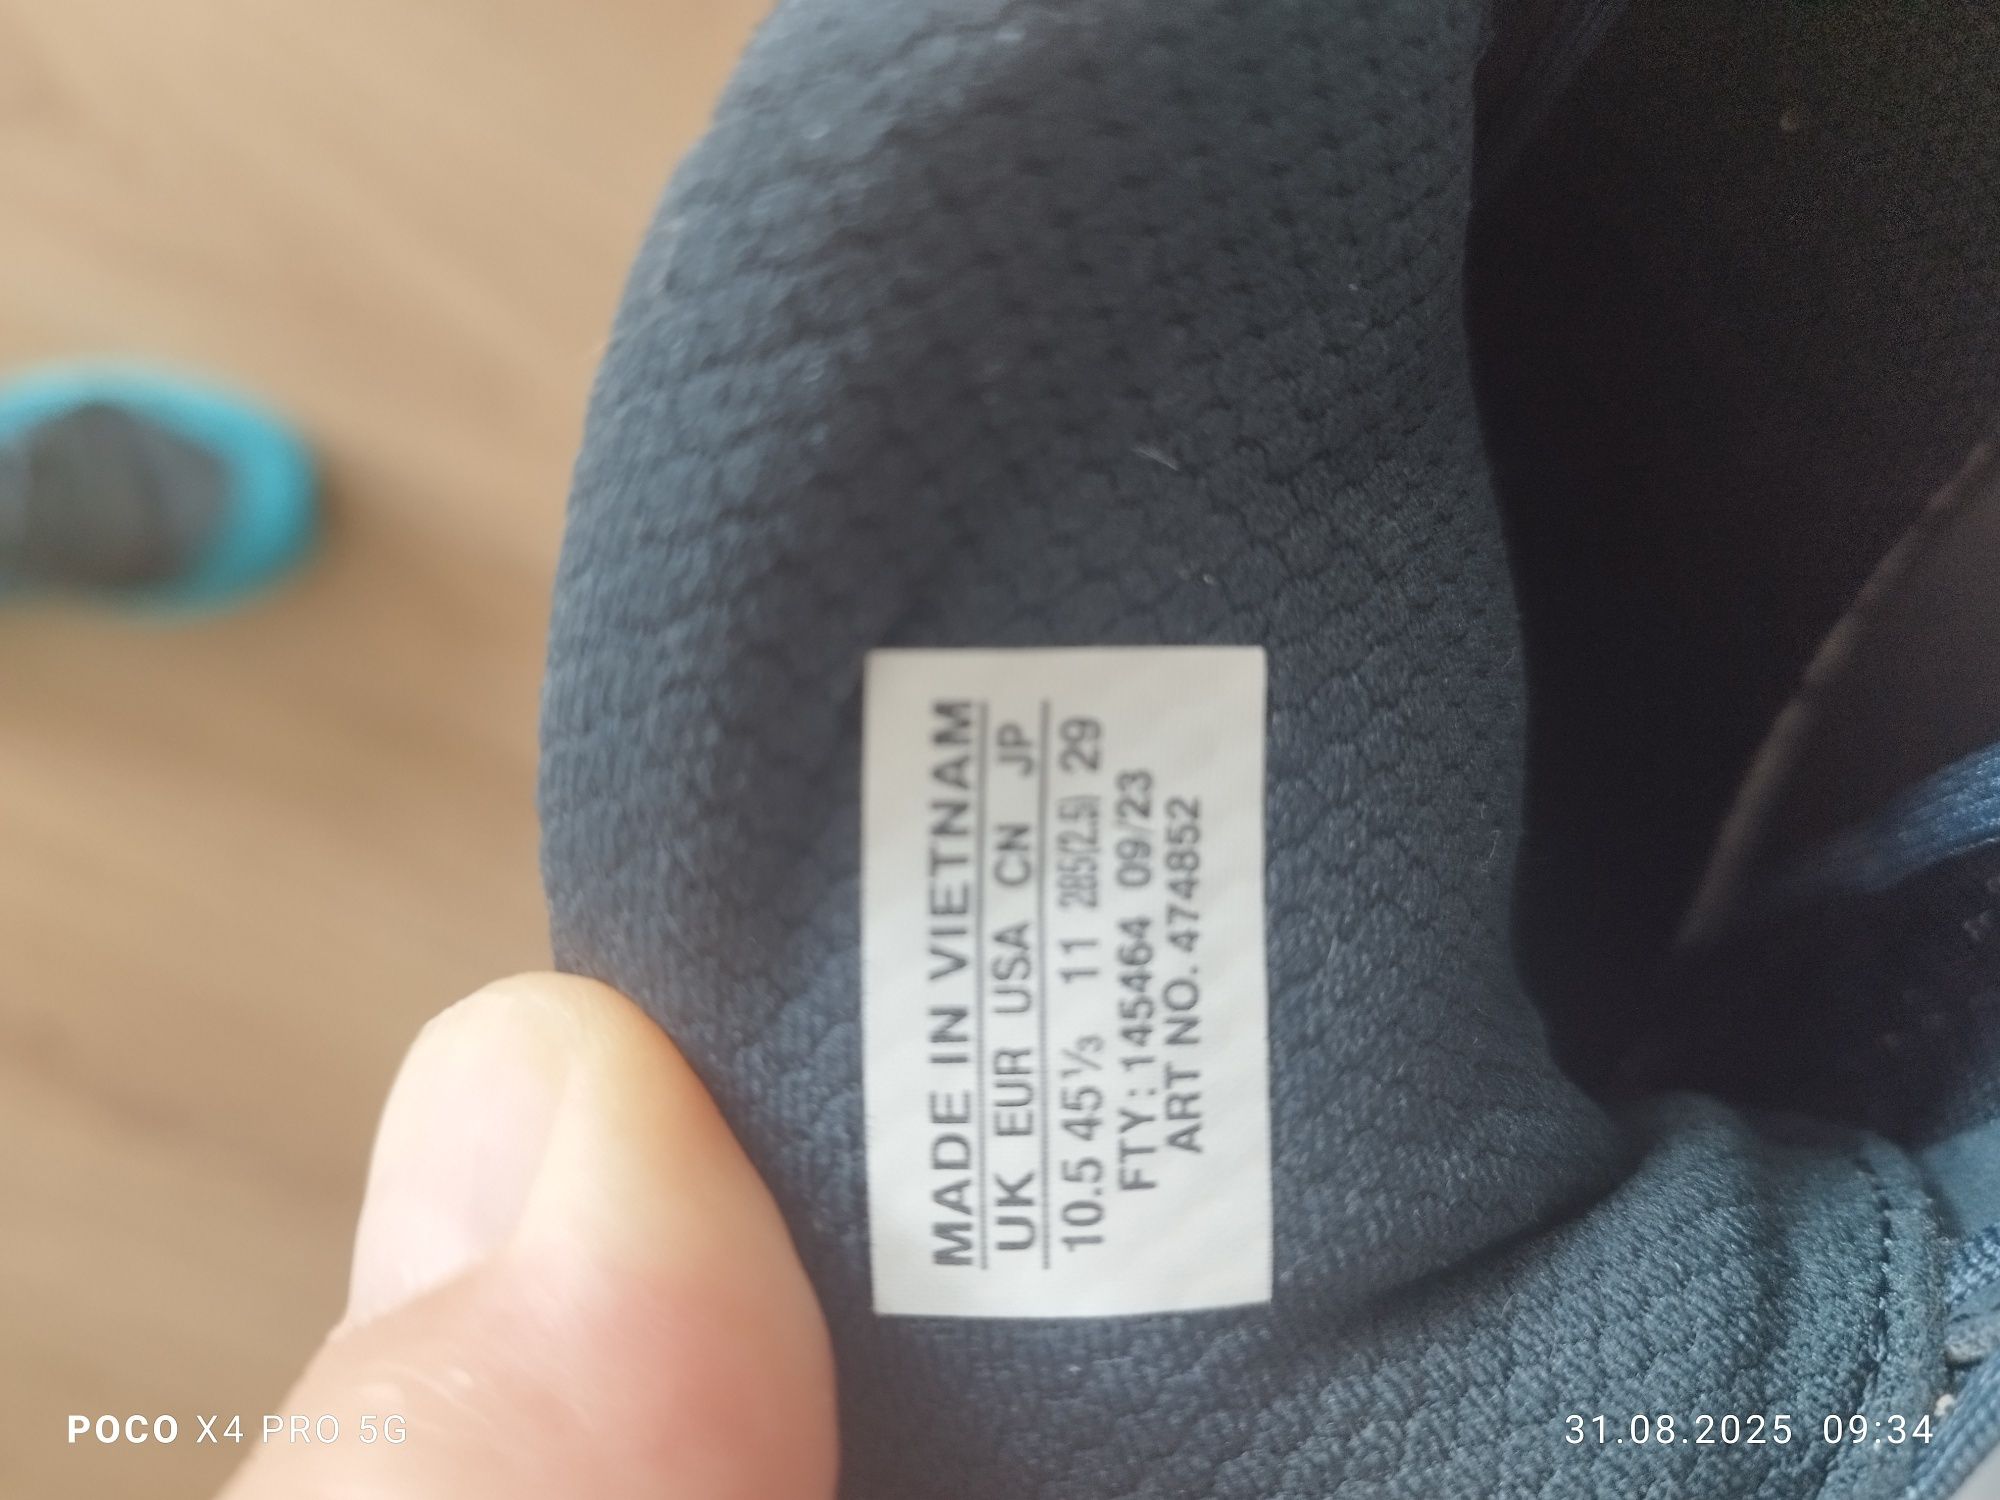 MADE IN VIETNAM
UK EUR USA CN JP
10.5 45⅓ 11 285(2.5) 29
FTY: 145464 09/23
ART NO. 474852
POCO X4 PRO 5G
31.08.2025 09:34